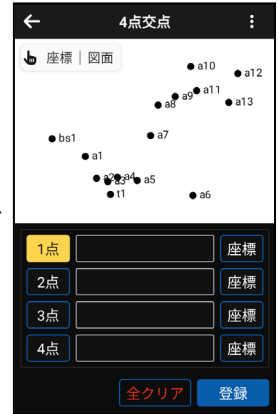 4点交点
座標 | 図面
a10
a12
a9
a11
a8
a13
bs1
a7
a1
a2
a3
a4
a5
t1
a6
1点 座標
2点 座標
3点 座標
4点 座標
全クリア 登録